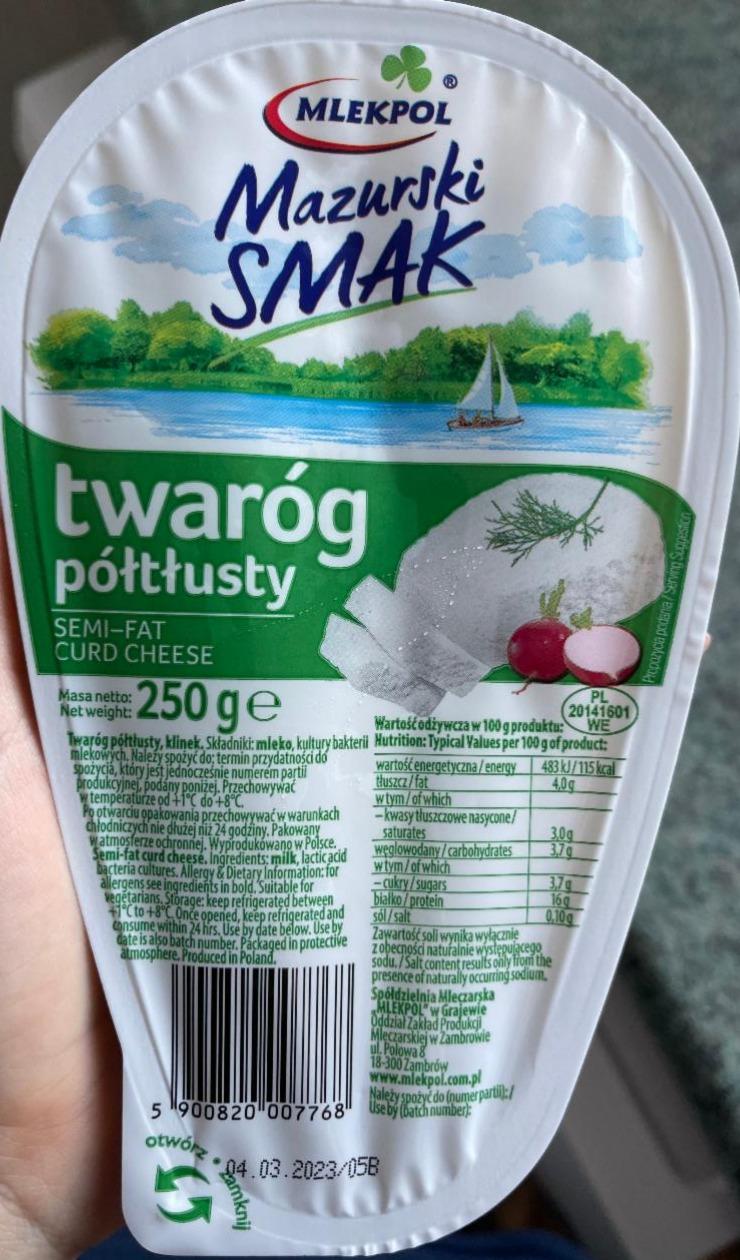 MLEKPOL ®
Mazurski
SMAK
twaróg
półtłusty
SEMI–FAT
CURD CHEESE
Propozycja podania / Serving Suggestion
Masa netto:
Net weight: 250 g e
PL
20141601
WE
Twaróg półtłusty, klinek. Składniki: mleko, kultury bakterii
mlekowych. Należy spożyć do: termin przydatności do
spożycia, który jest jednocześnie numerem partii
produkcyjnej, podany poniżej. Przechowywać
w temperaturze od +1°C do +8°C.
Po otwarciu opakowania przechowywać w warunkach
chłodniczych nie dłużej niż 24 godziny. Pakowany
w atmosferze ochronnej. Wyprodukowano w Polsce.
Semi-fat curd cheese. Ingredients: milk, lactic acid
bacteria cultures. Allergy & Dietary Information: for
allergens see ingredients in bold. Suitable for
vegetarians. Storage: keep refrigerated between
+1°C to +8°C. Once opened, keep refrigerated and
consume within 24 hrs. Use by date below. Use by
date is also batch number. Packaged in protective
atmosphere. Produced in Poland.
Wartość odżywcza w 100 g produktu:
Nutrition: Typical Values per 100 g of product:
wartość energetyczna / energy 483 kJ / 115 kcal
tłuszcz / fat 4,0 g
w tym / of which
– kwasy tłuszczowe nasycone /
saturates 3,0 g
węglowodany / carbohydrates 3,7 g
w tym / of which
– cukry / sugars 3,7 g
białko / protein 16 g
sól / salt 0,10 g
Zawartość soli wynika wyłącznie
z obecności naturalnie występującego
sodu. / Salt content results only from the
presence of naturally occurring sodium.
Spółdzielnia Mleczarska
„MLEKPOL" w Grajewie
Oddział Zakład Produkcji
Mleczarskiej w Zambrowie
ul. Polowa 8
18-300 Zambrów
www.mlekpol.com.pl
Należy spożyć do (numer partii): /
Use by (batch number):
5 900820 007768
otwórz • zamknij
04.03.2023/05B